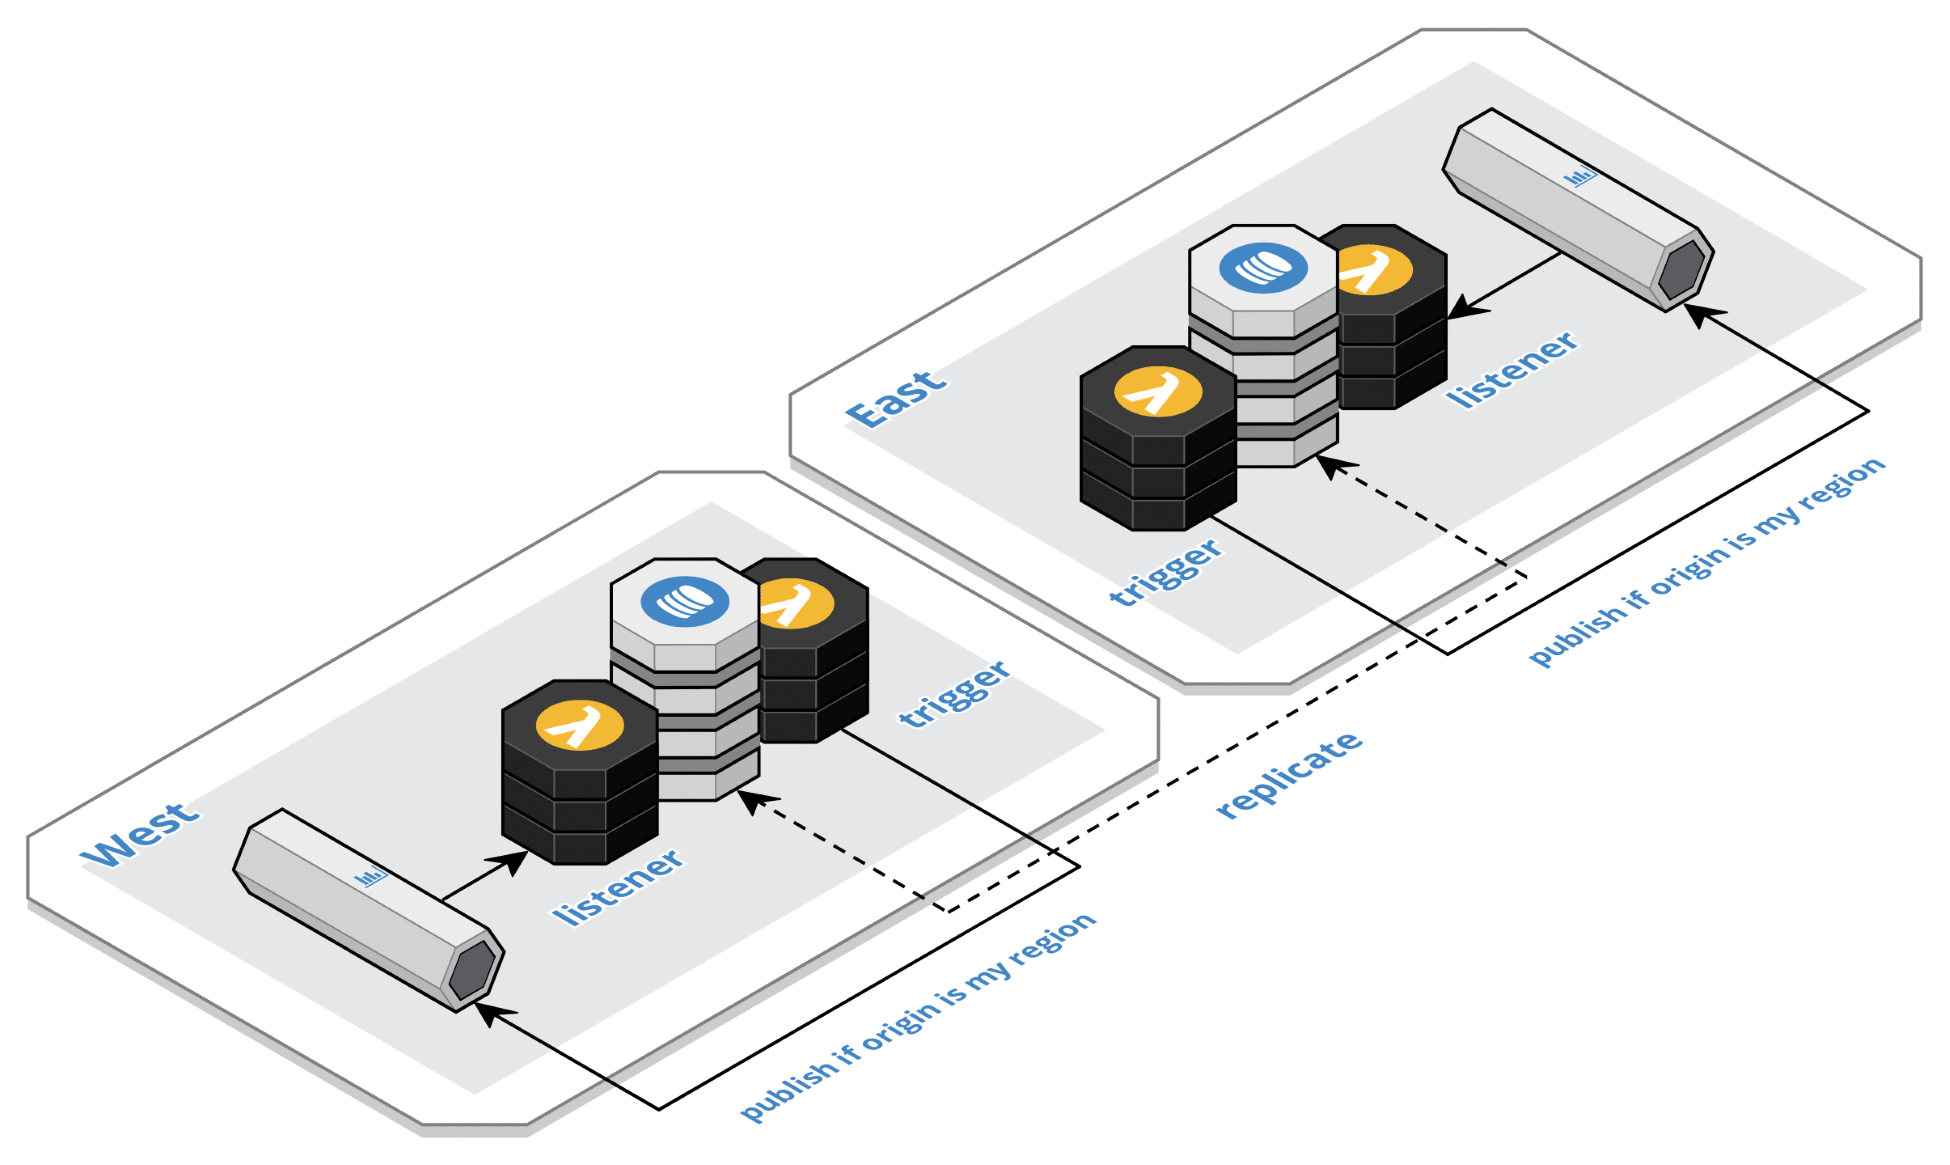 East
listener
trigger
publish if origin is my region
West
trigger
listener
replicate
publish if origin is my region